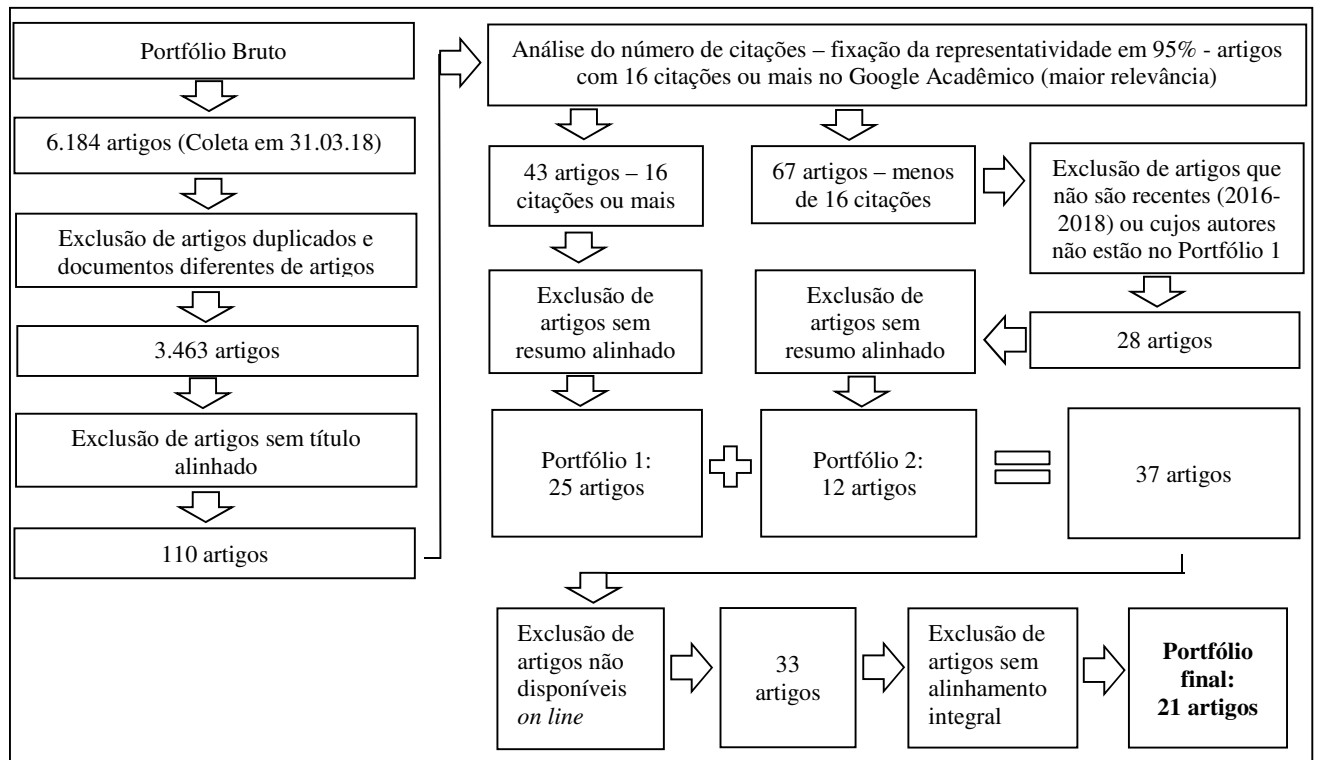 Portfólio Bruto
6.184 artigos (Coleta em 31.03.18)
Exclusão de artigos duplicados e
documentos diferentes de artigos
3.463 artigos
Exclusão de artigos sem título
alinhado
110 artigos
Análise do número de citações – fixação da representatividade em 95% - artigos
com 16 citações ou mais no Google Acadêmico (maior relevância)
43 artigos – 16
citações ou mais
67 artigos – menos
de 16 citações
Exclusão de artigos que
não são recentes (2016-
2018) ou cujos autores
não estão no Portfólio 1
Exclusão de
artigos sem
resumo alinhado
Exclusão de
artigos sem
resumo alinhado
28 artigos
Portfólio 1:
25 artigos
Portfólio 2:
12 artigos
37 artigos
Exclusão de
artigos não
disponíveis
on line
33
artigos
Exclusão de
artigos sem
alinhamento
integral
Portfólio
final:
21 artigos